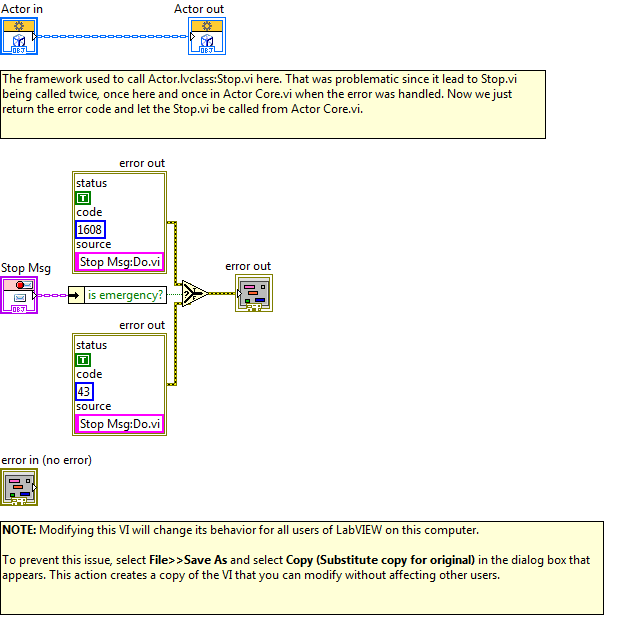 Actor in
Actor out
OBJ
OBJ
The framework used to call Actor.lvclass:Stop.vi here. That was problematic since it lead to Stop.vi
being called twice, once here and once in Actor Core.vi when the error was handled. Now we just
return the error code and let the Stop.vi be called from Actor Core.vi.
error out
status
T
code
1608
source
Stop Msg:Do.vi
Stop Msg
OBJ
is emergency?
?
error out
error out
status
T
code
43
source
Stop Msg:Do.vi
error in (no error)
NOTE: Modifying this VI will change its behavior for all users of LabVIEW on this computer.
To prevent this issue, select File>>Save As and select Copy (Substitute copy for original) in the dialog box that
appears. This action creates a copy of the VI that you can modify without affecting other users.